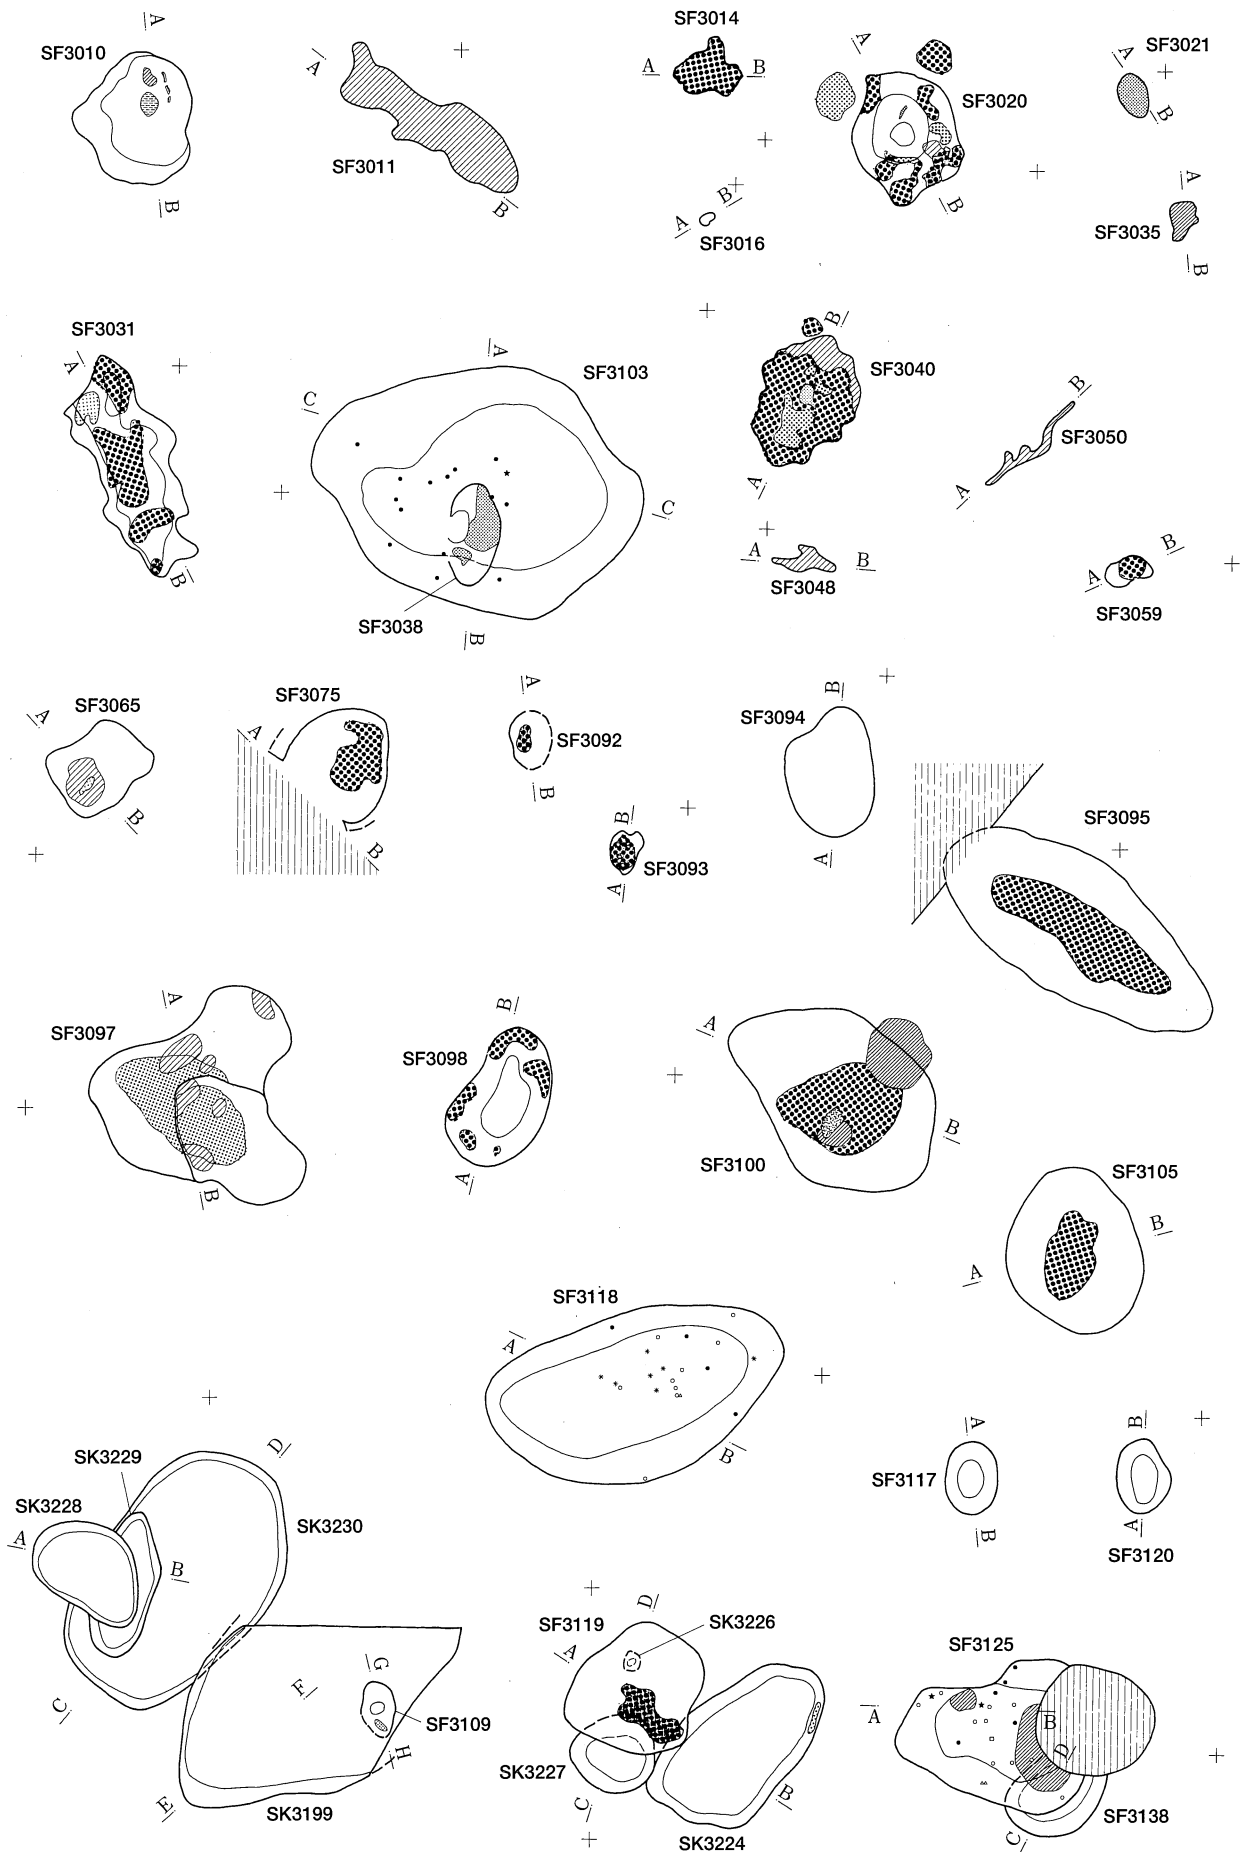 A
SF3010
B
A
SF3011
B
SF3014
A B
A
SF3020
B
SF3021
A
B
B
A
SF3016
A
SF3035
B
SF3031
A
B
A
SF3103
C
C
SF3038
B
B
SF3040
A
B
SF3050
A
A B
SF3048
B
A
SF3059
SF3065
A
B
SF3075
A
B
A
SF3092
B
B
SF3093
A
B
SF3094
A
SF3095
A
SF3097
B
B
SF3098
A
A
B
SF3100
SF3105
B
A
SF3118
A
B
A
SF3117
B
B
A
SF3120
D
SK3229
SK3228
A
SK3230
B
C
G
E
SF3109
H
E
SK3199
D
SF3119
SK3226
A
SK3227
B
C
SK3224
SF3125
A
B
D
SF3138
C